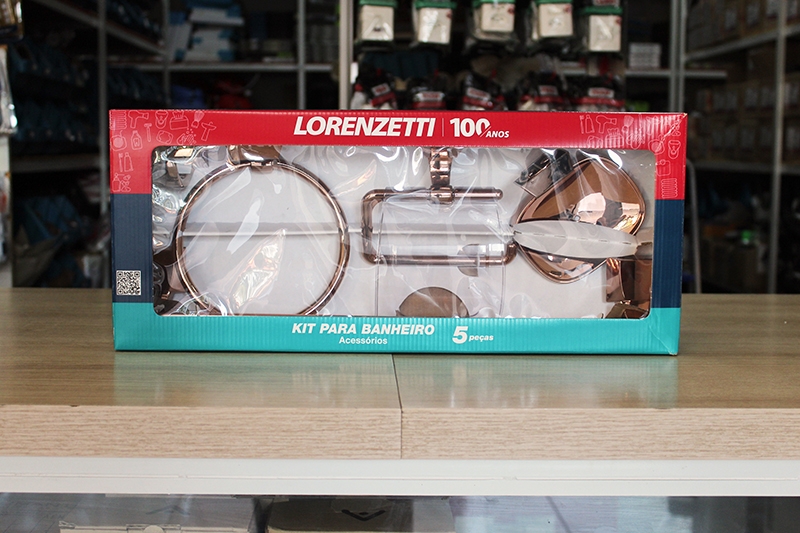 LORENZETTI | 100 ANOS
KIT PARA BANHEIRO 5 peças
Acessórios